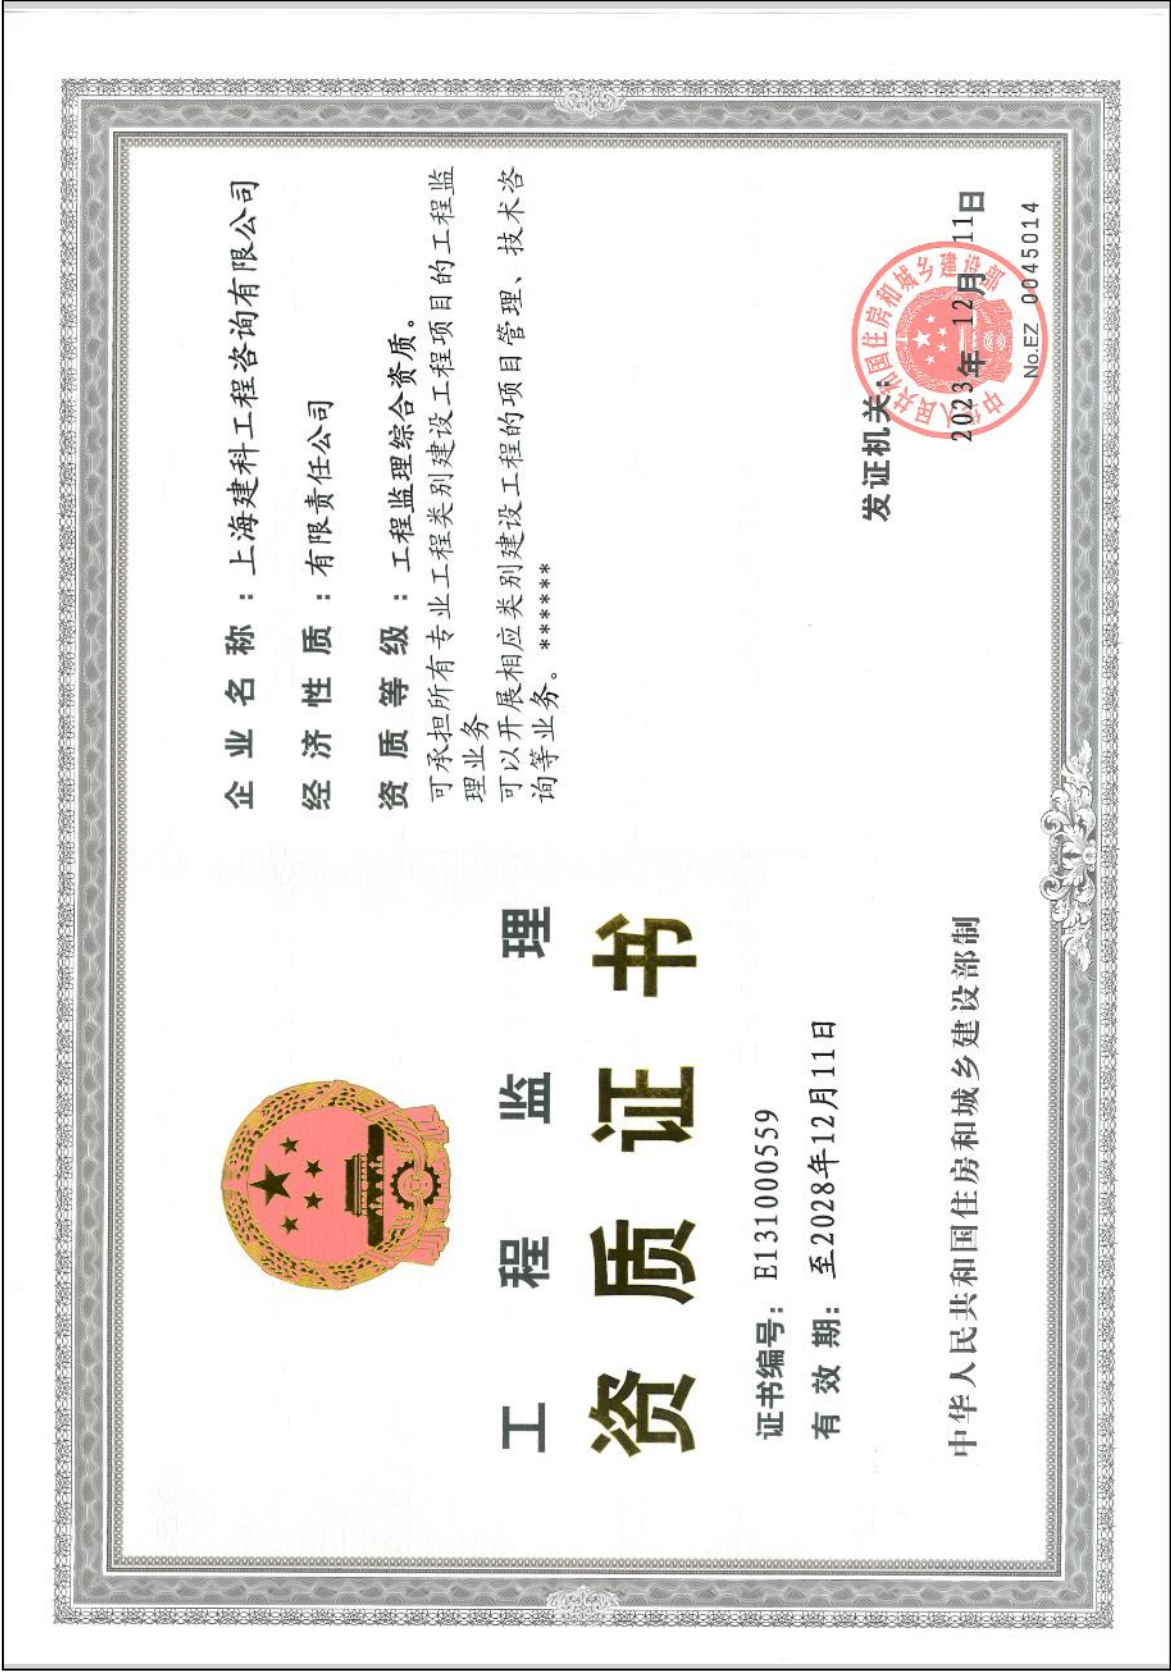 工程监理
资质证书
证书编号：E131000559
有效期：至2028年12月11日
中华人民共和国住房和城乡建设部制
企业名称：上海建科工程咨询有限公司
经济性质：有限责任公司
资质等级：工程监理综合资质。
可承担所有专业工程类别建设工程项目的工程监
理业务
可以开展相应类别建设工程的项目管理、技术咨
询等业务。******
发证机关：
中华人民共和国住房和城乡建设部
2023年12月11日
No.EZ 0045014